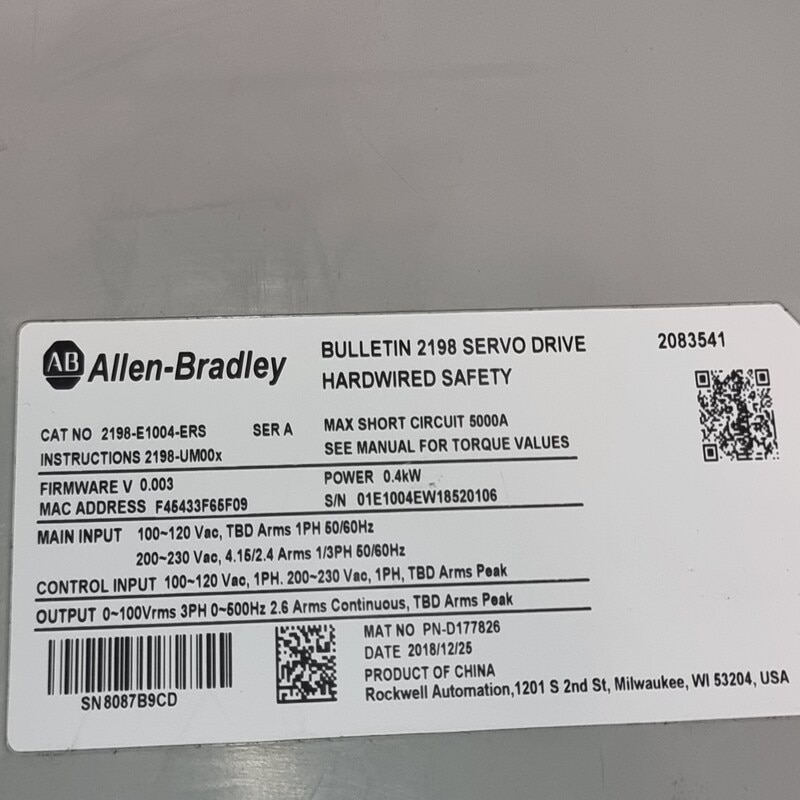 AB Allen-Bradley
BULLETIN 2198 SERVO DRIVE
HARDWIRED SAFETY
2083541
CAT NO 2198-E1004-ERS SER A
INSTRUCTIONS 2198-UM00x
MAX SHORT CIRCUIT 5000A
SEE MANUAL FOR TORQUE VALUES
FIRMWARE V 0.003
MAC ADDRESS F45433F65F09
POWER 0.4kW
S/N 01E1004EW18520106
MAIN INPUT 100~120 Vac, TBD Arms 1PH 50/60Hz
200~230 Vac, 4.15/2.4 Arms 1/3PH 50/60Hz
CONTROL INPUT 100~120 Vac, 1PH. 200~230 Vac, 1PH, TBD Arms Peak
OUTPUT 0~100Vrms 3PH 0~500Hz 2.6 Arms Continuous, TBD Arms Peak
SN8087B9CD
MAT NO PN-D177826
DATE 2018/12/25
PRODUCT OF CHINA
Rockwell Automation,1201 S 2nd St, Milwaukee, WI 53204, USA